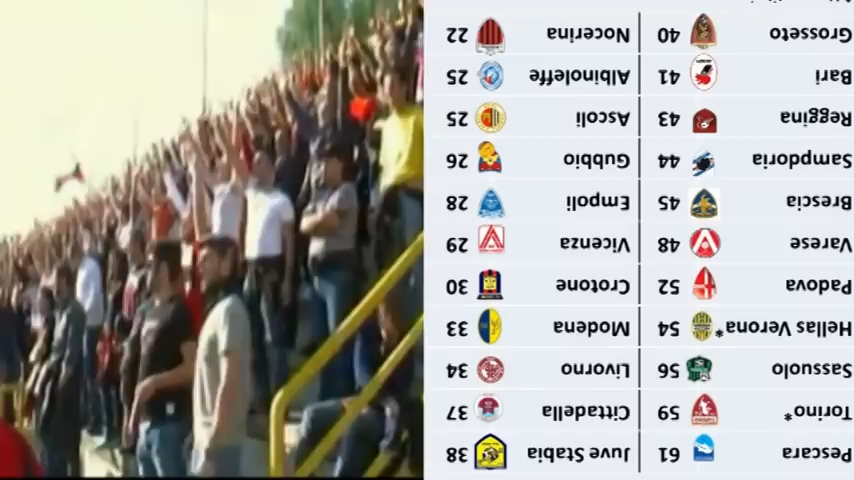 Pescara 61 Juve Stabia 38
Torino* 59 Cittadella 37
Sassuolo 56 Livorno 34
Hellas Verona* 54 Modena 33
Padova 52 Crotone 30
Varese 48 Vicenza 29
Brescia 45 Empoli 28
Sampdoria 44 Gubbio 26
Reggina 43 Ascoli 25
Bari 41 Albinoleffe 25
Grosseto 40 Nocerina 22